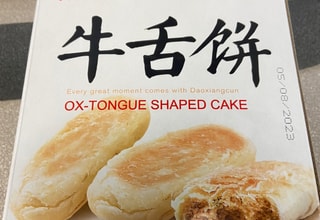 牛舌饼
Every great moment comes with Daoxiangcun
OX-TONGUE SHAPED CAKE
05/08/2023